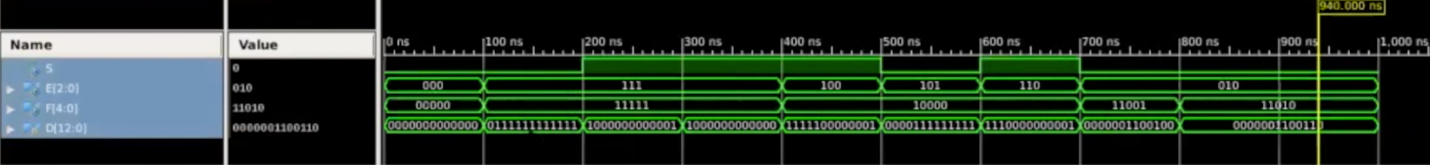 940.000 ns
Name Value 0 ns 100 ns 200 ns 300 ns 400 ns 500 ns 600 ns 700 ns 800 ns 900 ns 1,000 ns
S 0
E[2:0] 010 000 111 100 101 110 010
F[4:0] 11010 00000 11111 10000 11001 11010
D[12:0] 0000001100110 0000000000000 0111111111111 1000000000001 1000000000000 1111100000001 0000111111111 1110000000001 0000001100100 0000001100110